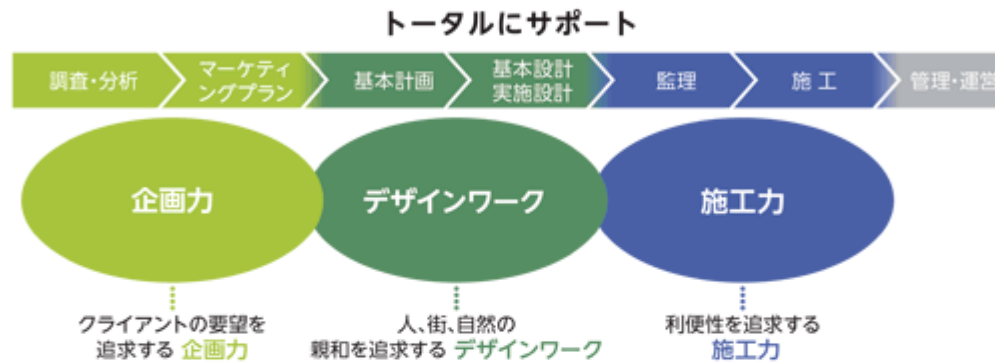 トータルにサポート
調査・分析
マーケティ
ングプラン
基本計画
基本設計
実施設計
監理
施工
管理・運営
企画力
デザインワーク
施工力
クライアントの要望を
追求する 企画力
人、街、自然の
親和を追求する デザインワーク
利便性を追求する
施工力